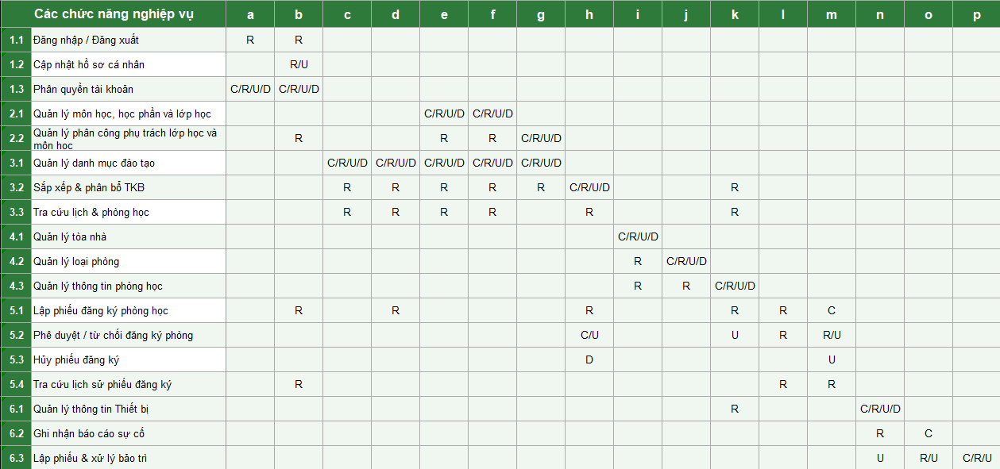 Các chức năng nghiệp vụ a b c d e f g h i j k l m n o p
1.1 Đăng nhập / Đăng xuất R R
1.2 Cập nhật hồ sơ cá nhân R/U
1.3 Phân quyền tài khoản C/R/U/D C/R/U/D
2.1 Quản lý môn học, học phần và lớp học C/R/U/D C/R/U/D
2.2 Quản lý phân công phụ trách lớp học và
môn học R R R C/R/U/D
3.1 Quản lý danh mục đào tạo C/R/U/D C/R/U/D C/R/U/D C/R/U/D C/R/U/D
3.2 Sắp xếp & phân bổ TKB R R R R R C/R/U/D R
3.3 Tra cứu lịch & phòng học R R R R R R
4.1 Quản lý tòa nhà C/R/U/D
4.2 Quản lý loại phòng R C/R/U/D
4.3 Quản lý thông tin phòng học R R C/R/U/D
5.1 Lập phiếu đăng ký phòng học R R R R R C
5.2 Phê duyệt / từ chối đăng ký phòng C/U U R R/U
5.3 Hủy phiếu đăng ký D U
5.4 Tra cứu lịch sử phiếu đăng ký R R R
6.1 Quản lý thông tin Thiết bị R C/R/U/D
6.2 Ghi nhận báo cáo sự cố R C
6.3 Lập phiếu & xử lý bảo trì U R/U C/R/U